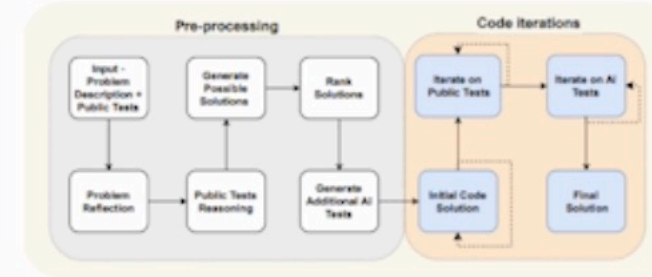 Pre-processing
Code Iterations
Input -
Problem
Description +
Public Tests
Generate
Possible
Solutions
Rank
Solutions
Iterate on
Public Tests
Iterate on AI
Tests
Problem
Reflection
Public Tests
Reasoning
Generate
Additional AI
Tests
Initial Code
Solution
Final
Solution